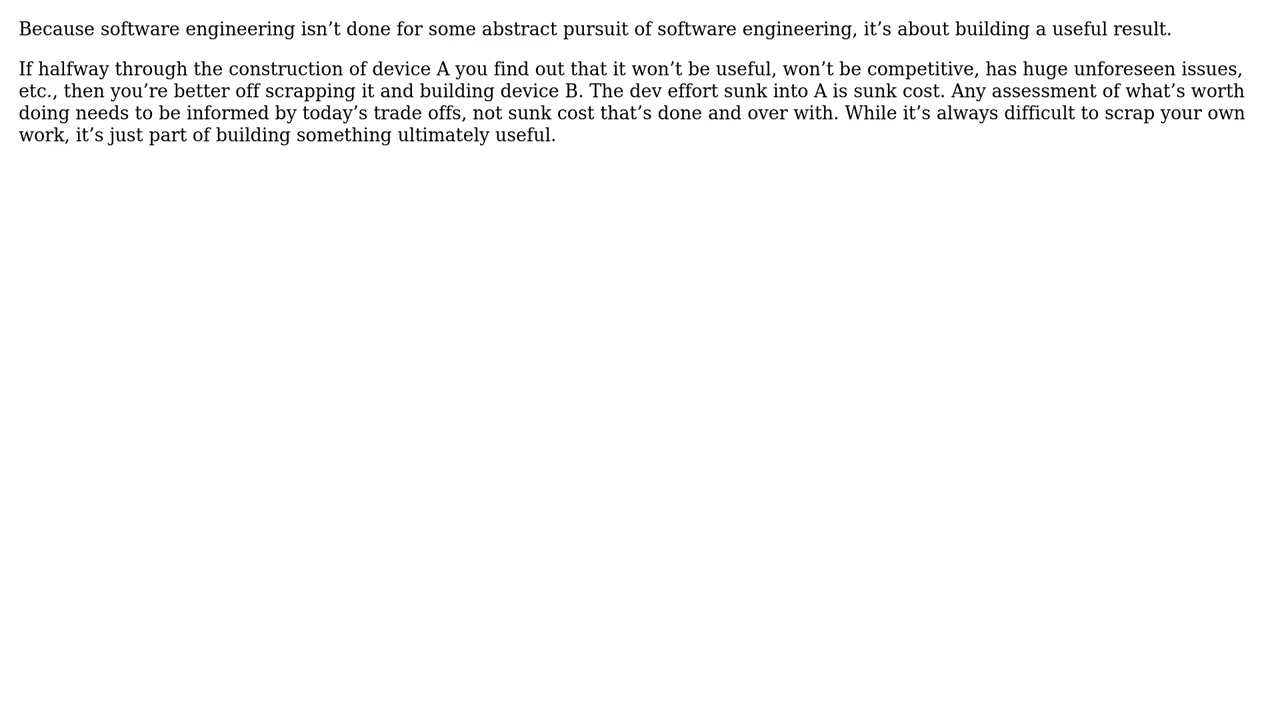 Because software engineering isn’t done for some abstract pursuit of software engineering, it’s about building a useful result.
If halfway through the construction of device A you find out that it won’t be useful, won’t be competitive, has huge unforeseen issues,
etc., then you’re better off scrapping it and building device B. The dev effort sunk into A is sunk cost. Any assessment of what’s worth
doing needs to be informed by today’s trade offs, not sunk cost that’s done and over with. While it’s always difficult to scrap your own
work, it’s just part of building something ultimately useful.